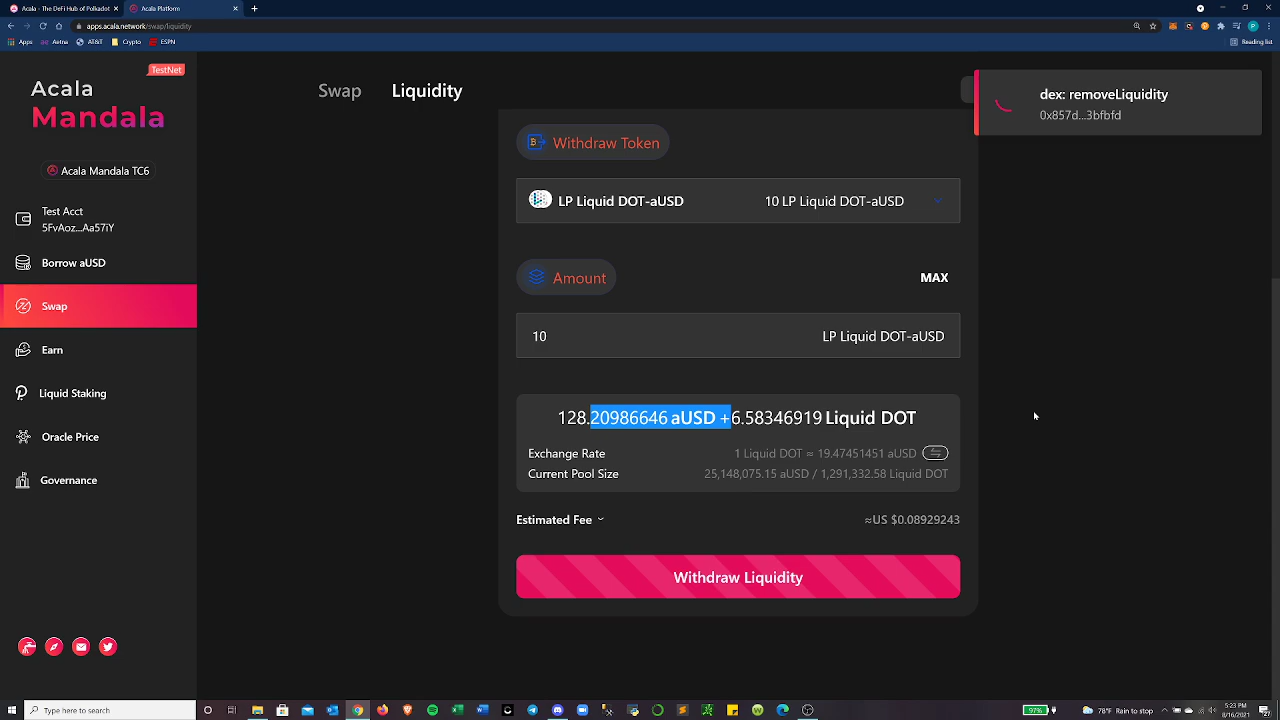 Acala - The DeFi Hub of Polkadot
Acala Platform
apps.acala.network/swap/liquidity
Apps
Aetna
AT&T
Crypto
ESPN
Reading list
TestNet
Acala
Mandala
Acala Mandala TC6
Test Acct
5FvAoz...Aa57iY
Borrow aUSD
Swap
Earn
Liquid Staking
Oracle Price
Governance
Swap
Liquidity
dex: removeLiquidity
0x857d...3bfbfd
Withdraw Token
LP Liquid DOT-aUSD
10 LP Liquid DOT-aUSD
Amount
MAX
10
LP Liquid DOT-aUSD
128.20986646 aUSD +6.58346919 Liquid DOT
Exchange Rate
1 Liquid DOT ≈ 19.47451451 aUSD
Current Pool Size
25,148,075.15 aUSD / 1,291,332.58 Liquid DOT
Estimated Fee
≈US $0.08929243
Withdraw Liquidity
Type here to search
97%
78°F Rain to stop
5:23 PM
8/16/2021